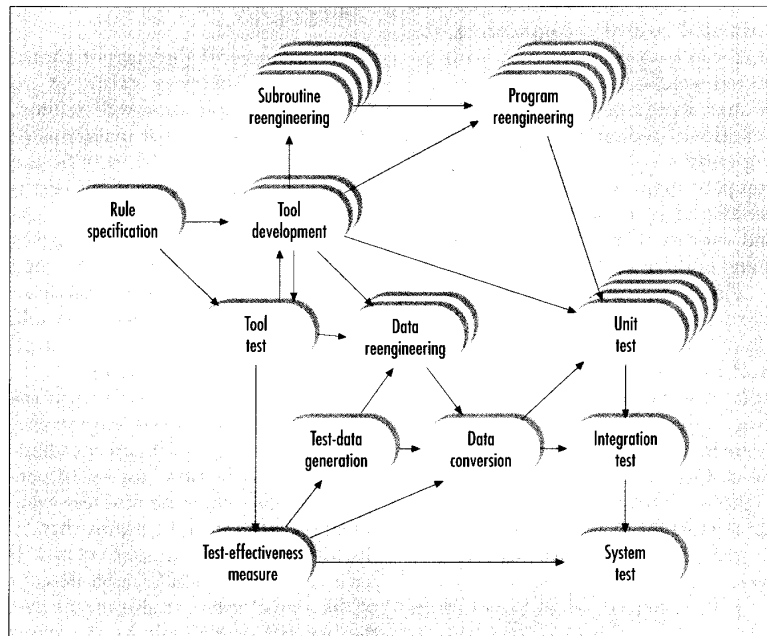 Subroutine
reengineering
Program
reengineering
Rule
specification
Tool
development
Tool
test
Data
reengineering
Unit
test
Test-data
generation
Data
conversion
Integration
test
Test-effectiveness
measure
System
test